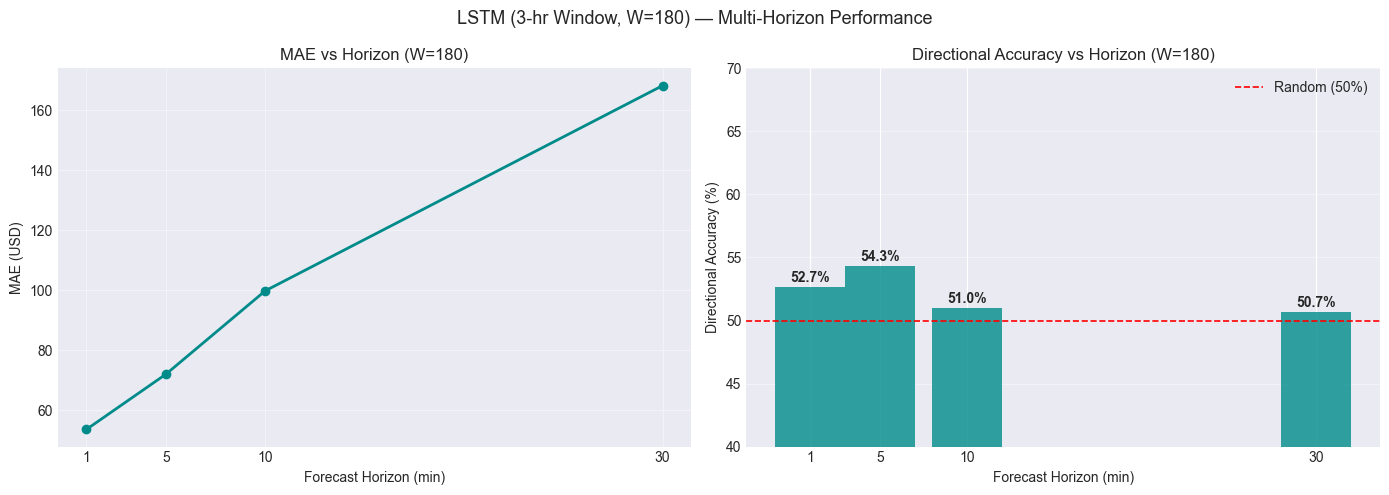 LSTM (3-hr Window, W=180) — Multi-Horizon Performance
MAE vs Horizon (W=180)
MAE (USD)
160
140
120
100
80
60
1 5 10 30
Forecast Horizon (min)
Directional Accuracy vs Horizon (W=180)
Directional Accuracy (%)
70
65
60
55
50
45
40
Random (50%)
52.7% 54.3% 51.0% 50.7%
1 5 10 30
Forecast Horizon (min)